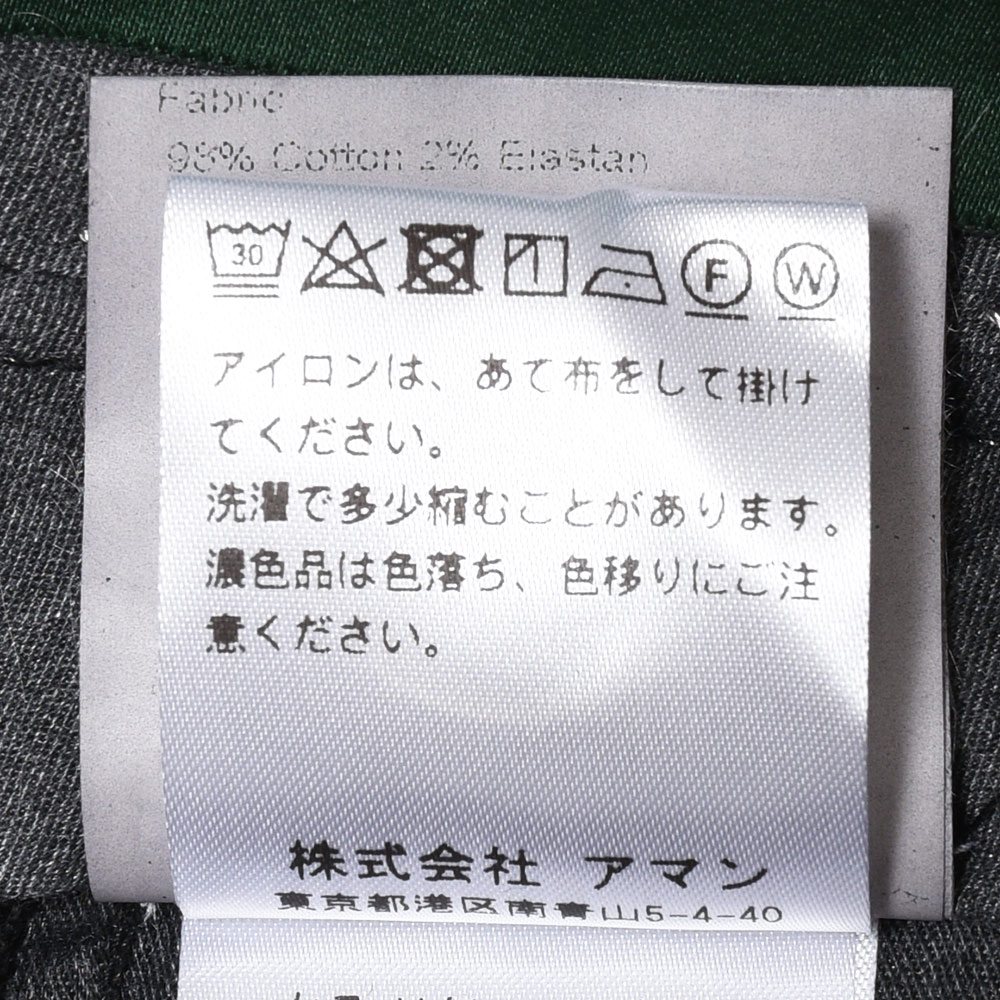 Fabric
98% Cotton 2% Elastan
30
F
W
アイロンは、あて布をして掛け
てください。
洗濯で多少縮むことがあります。
濃色品は色落ち、色移りにご注
意ください。
株式会社 アマン
東京都港区南青山5-4-40